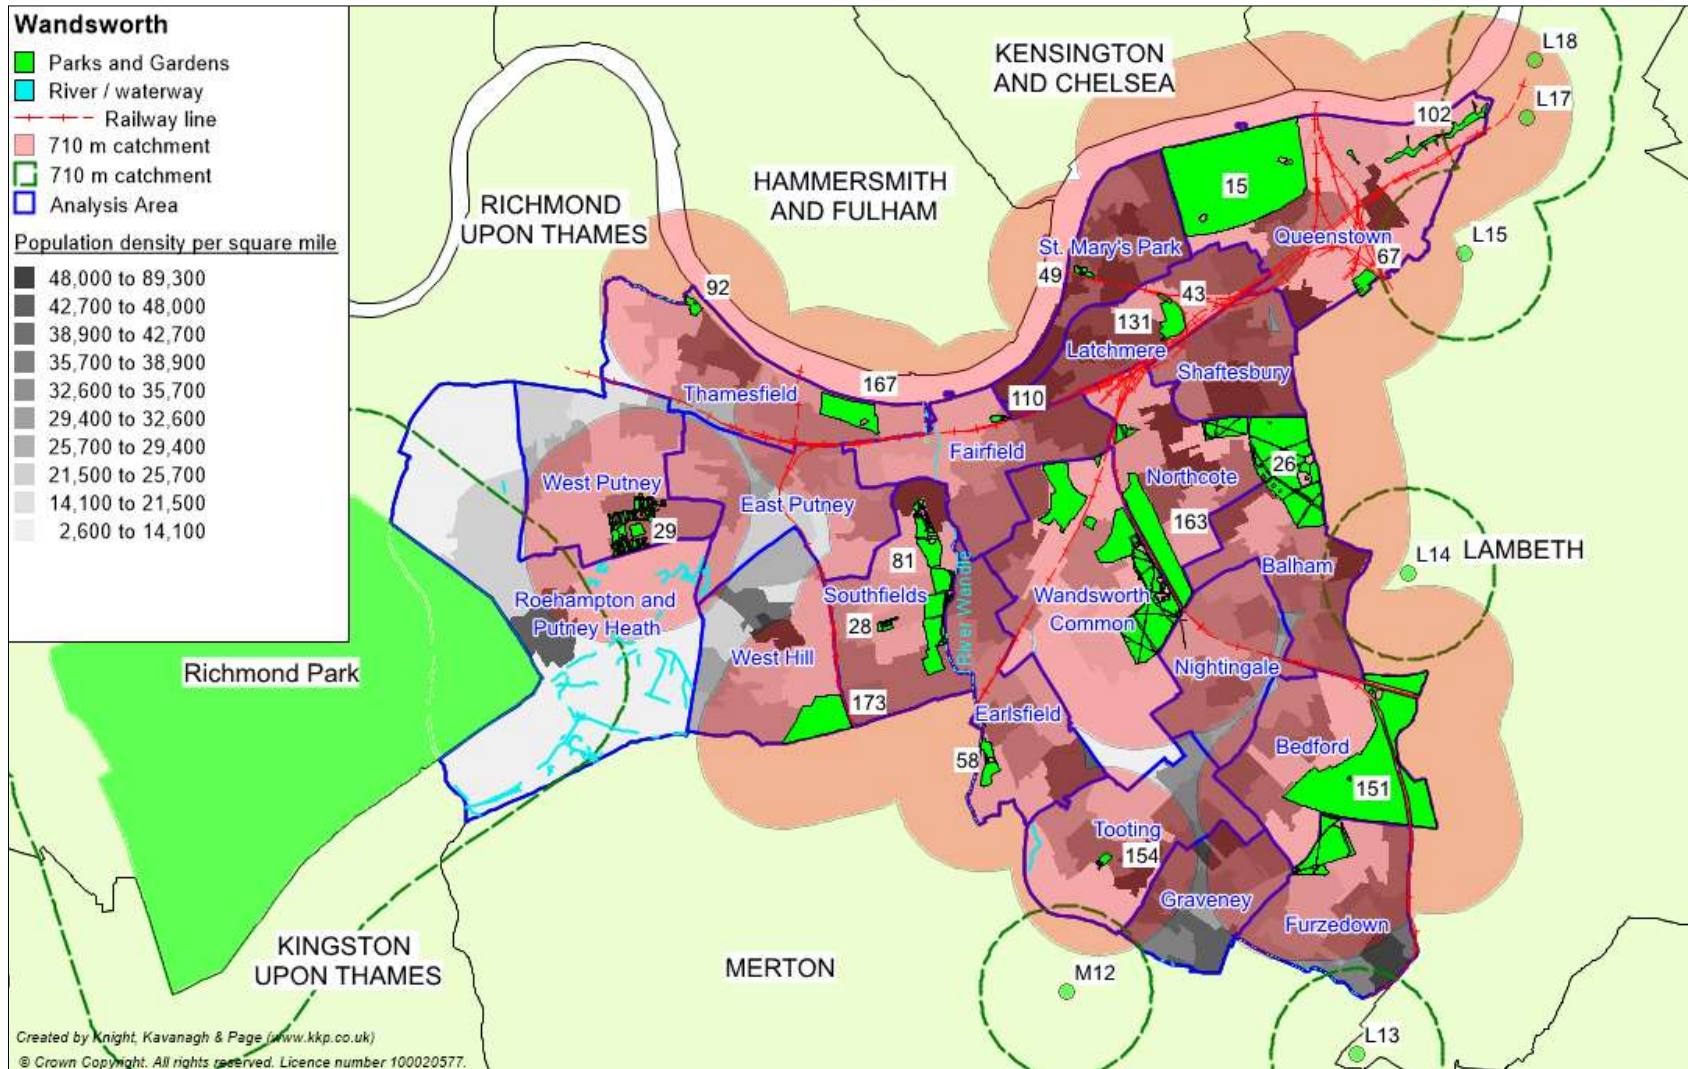 Wandsworth
Parks and Gardens
River / waterway
Railway line
710 m catchment
710 m catchment
Analysis Area
Population density per square mile
48,000 to 89,300
42,700 to 48,000
38,900 to 42,700
35,700 to 38,900
32,600 to 35,700
29,400 to 32,600
25,700 to 29,400
21,500 to 25,700
14,100 to 21,500
2,600 to 14,100
KENSINGTON
AND CHELSEA
L18
L17
102
HAMMERSMITH
AND FULHAM
15
RICHMOND
UPON THAMES
L15
St. Mary's Park
Queenstown
67
49
92
43
131
Latchmere
Shaftesbury
167
Thamesfield
110
Fairfield
26
Northcote
West Putney
East Putney
163
29
L14
LAMBETH
81
Balham
Roehampton and
Putney Heath
Southfields
River Wandle
Wandsworth
Common
28
West Hill
Nightingale
Richmond Park
173
Earlsfield
Bedford
58
151
Tooting
154
Graveney
Furzedown
KINGSTON
UPON THAMES
MERTON
M12
L13
Created by Knight, Kavanagh & Page (www.kkp.co.uk)
© Crown Copyright. All rights reserved. Licence number 100020577.